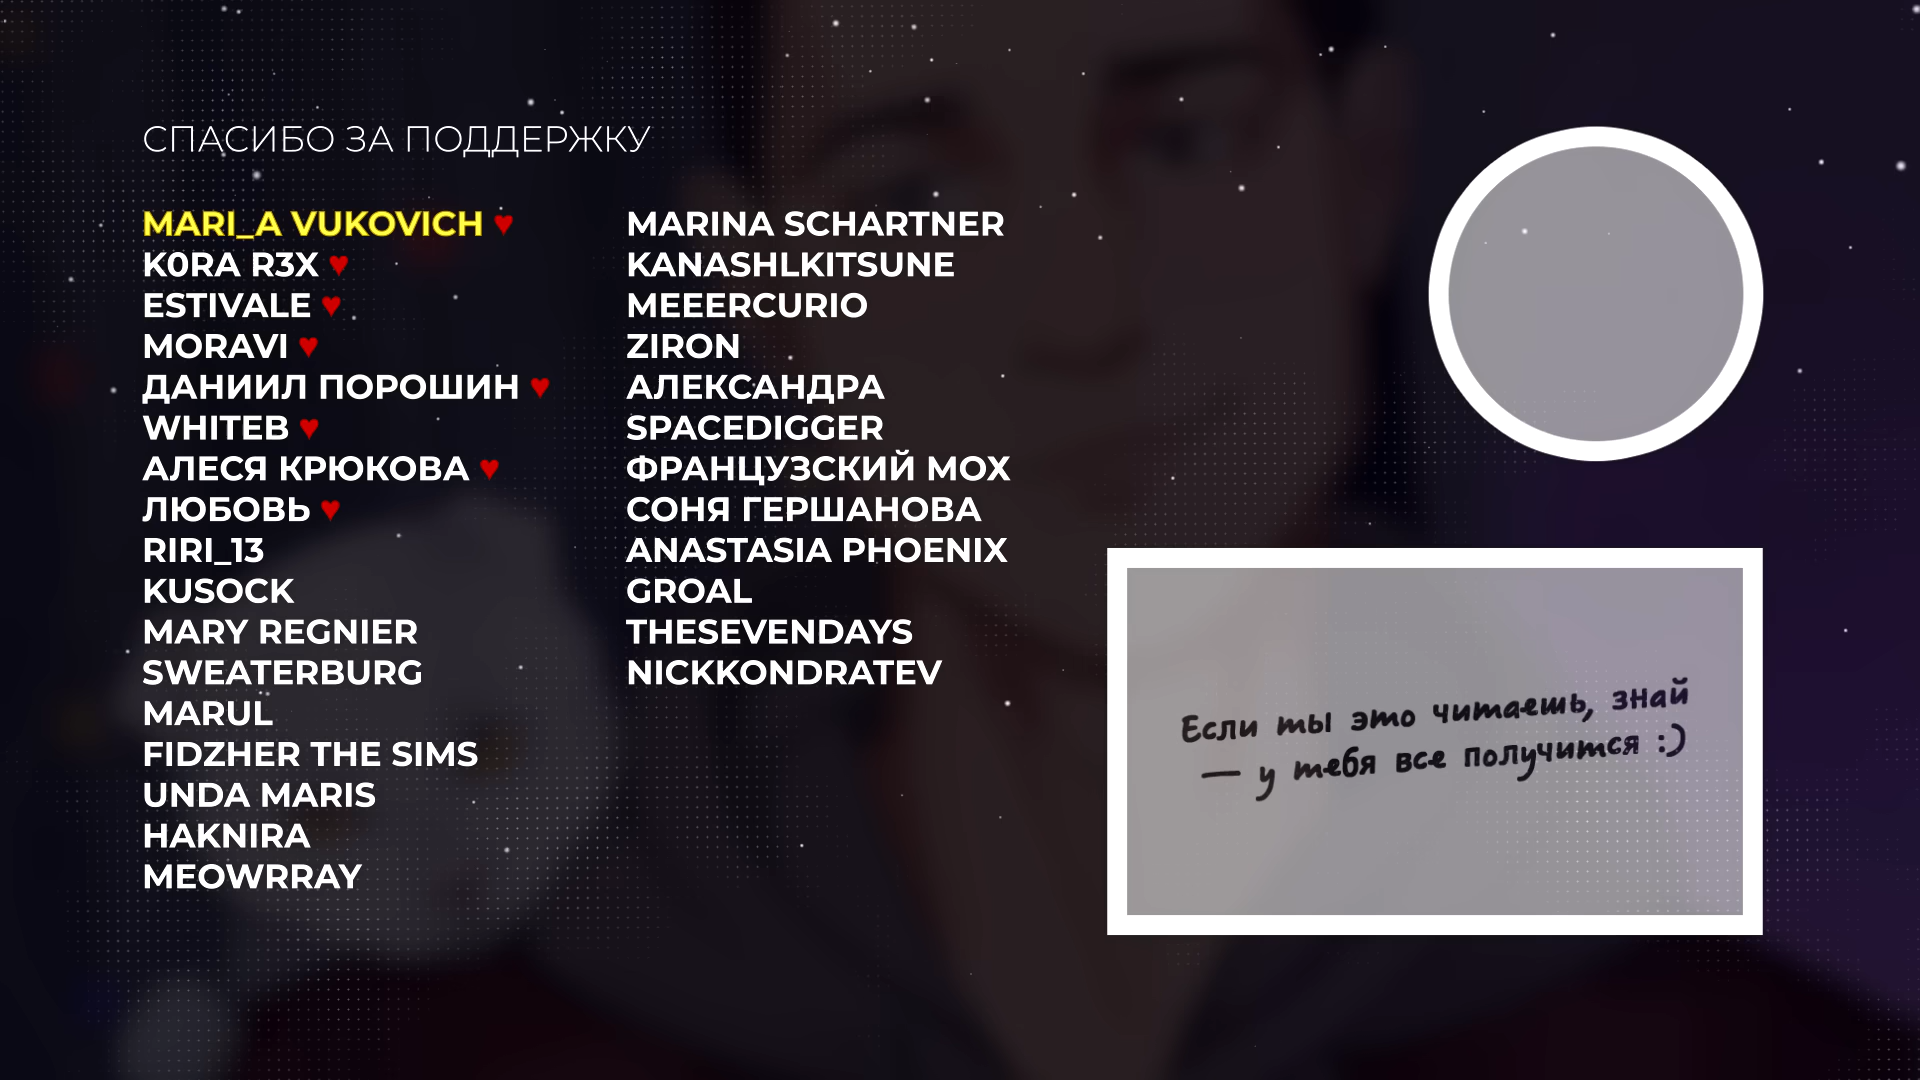 СПАСИБО ЗА ПОДДЕРЖКУ
MARI_A VUKOVICH ♥
K0RA R3X ♥
ESTIVALE ♥
MORAVI ♥
ДАНИИЛ ПОРОШИН ♥
WHITEB ♥
АЛЕСЯ КРЮКОВА ♥
ЛЮБОВЬ ♥
RIRI_13
KUSOCK
MARY REGNIER
SWEATERBURG
MARUL
FIDZHER THE SIMS
UNDA MARIS
HAKNIRA
MEOWRRAY
MARINA SCHARTNER
KANASHLKITSUNE
MEEERCURIO
ZIRON
АЛЕКСАНДРА
SPACEDIGGER
ФРАНЦУЗСКИЙ МОХ
СОНЯ ГЕРШАНОВА
ANASTASIA PHOENIX
GROAL
THESEVENDAYS
NICKKONDRATEV
Если ты это читаешь, знай
— у тебя все получится :)